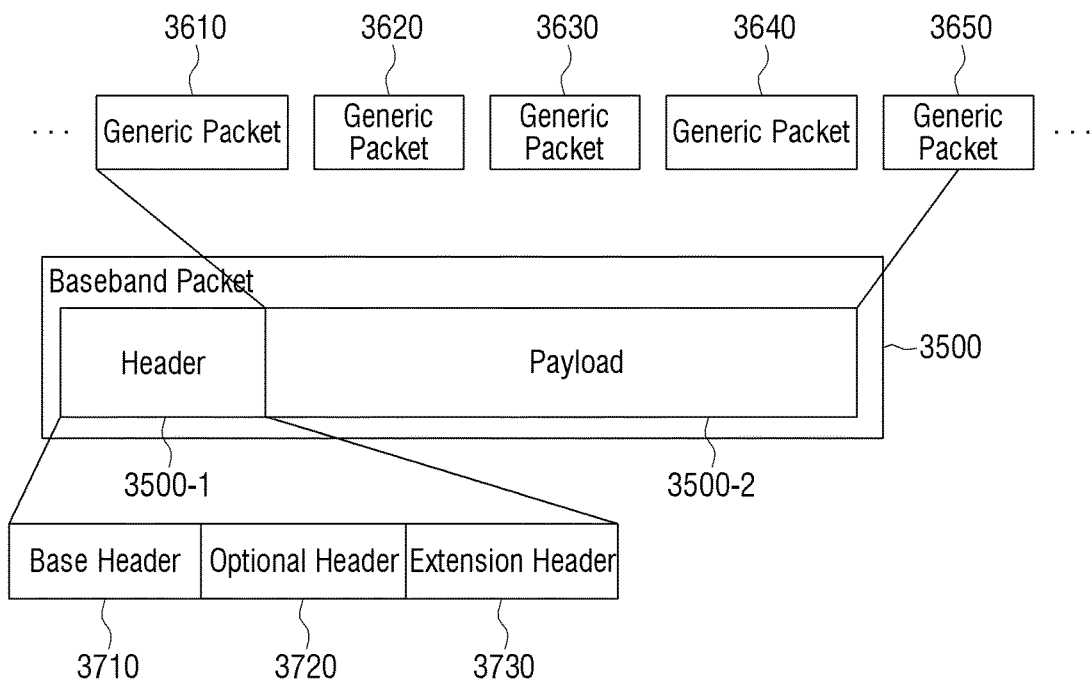 3610 3620 3630 3640 3650
... Generic Packet Generic Packet Generic Packet Generic Packet Generic Packet ...
Baseband Packet
Header Payload
3500
3500-1 3500-2
Base Header Optional Header Extension Header
3710 3720 3730